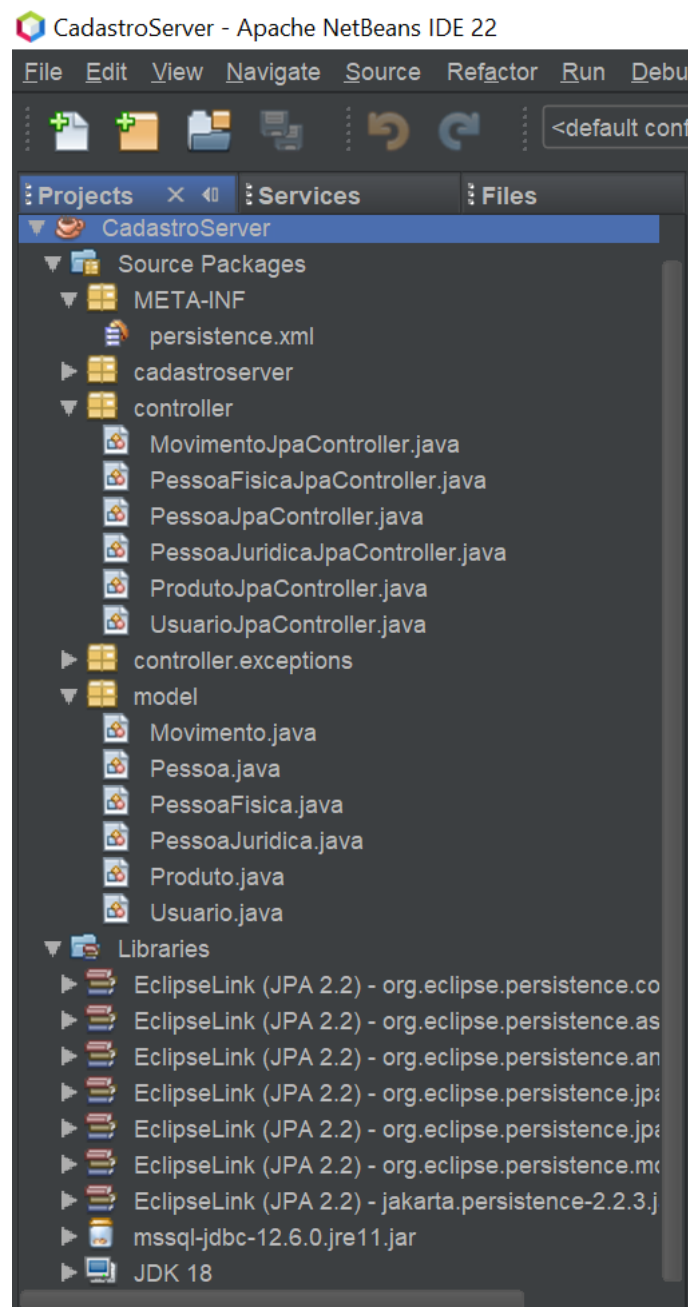 CadastroServer - Apache NetBeans IDE 22
File Edit View Navigate Source Refactor Run Debu
<default conf
Projects Services Files
CadastroServer
Source Packages
META-INF
persistence.xml
cadastroserver
controller
MovimentoJpaController.java
PessoaFisicaJpaController.java
PessoaJpaController.java
PessoaJuridicaJpaController.java
ProdutoJpaController.java
UsuarioJpaController.java
controller.exceptions
model
Movimento.java
Pessoa.java
PessoaFisica.java
PessoaJuridica.java
Produto.java
Usuario.java
Libraries
EclipseLink (JPA 2.2) - org.eclipse.persistence.co
EclipseLink (JPA 2.2) - org.eclipse.persistence.as
EclipseLink (JPA 2.2) - org.eclipse.persistence.an
EclipseLink (JPA 2.2) - org.eclipse.persistence.jpa
EclipseLink (JPA 2.2) - org.eclipse.persistence.jpa
EclipseLink (JPA 2.2) - org.eclipse.persistence.mo
EclipseLink (JPA 2.2) - jakarta.persistence-2.2.3.j
mssql-jdbc-12.6.0.jre11.jar
JDK 18